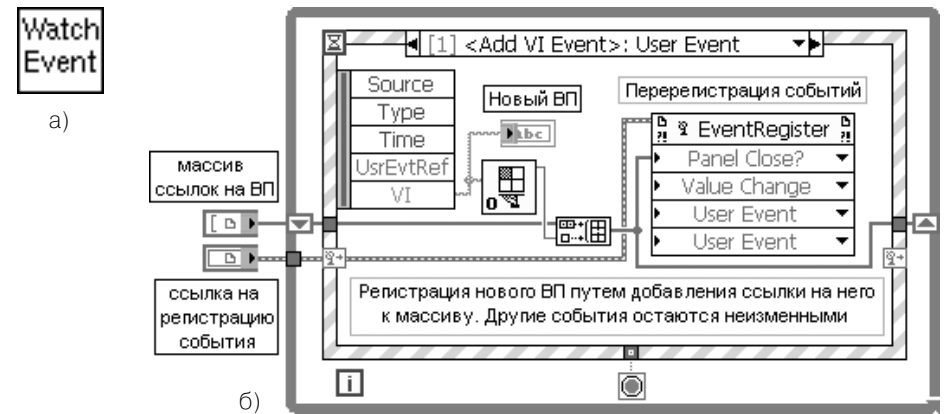 Watch
Event
а)
[1] <Add VI Event>: User Event
Source
Type
Time
UsrEvtRef
VI
Новый ВП
abc
Перерегистрация событий
EventRegister
Panel Close?
Value Change
User Event
User Event
массив
ссылок на ВП
ссылка на
регистрацию
события
Регистрация нового ВП путем добавления ссылки на него
к массиву. Другие события остаются неизменными
i
б)